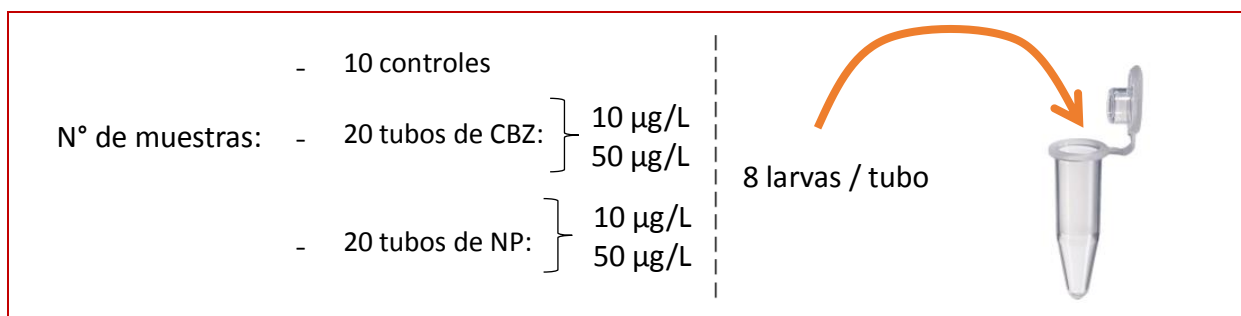 N° de muestras:
- 10 controles
- 20 tubos de CBZ:
10 µg/L
50 µg/L
- 20 tubos de NP:
10 µg/L
50 µg/L
8 larvas / tubo